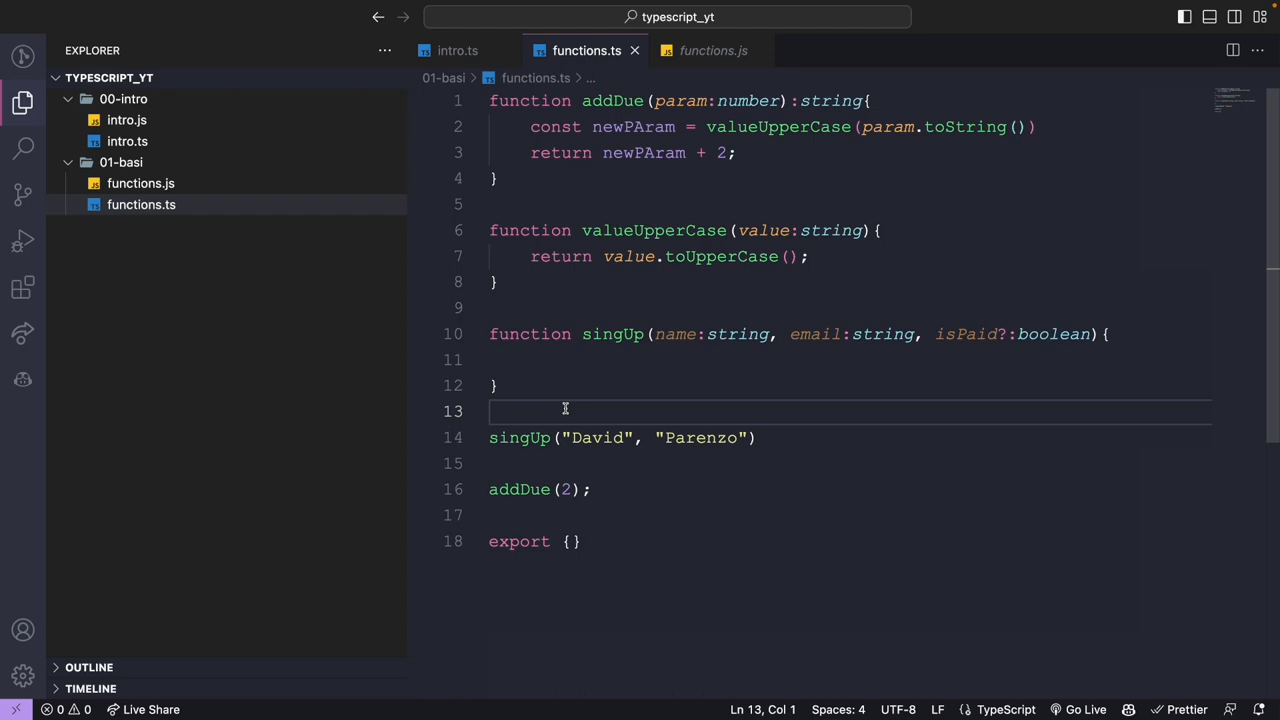 typescript_yt
EXPLORER
TYPESCRIPT_YT
00-intro
intro.js
intro.ts
01-basi
functions.js
functions.ts
OUTLINE
TIMELINE
intro.ts
functions.ts
functions.js
01-basi > functions.ts > ...
1 function addDue(param:number):string{
2 const newPAram = valueUpperCase(param.toString())
3 return newPAram + 2;
4 }
5
6 function valueUpperCase(value:string){
7 return value.toUpperCase();
8 }
9
10 function singUp(name:string, email:string, isPaid?:boolean){
11
12 }
13
14 singUp("David", "Parenzo")
15
16 addDue(2);
17
18 export {}
0 0 Live Share
Ln 13, Col 1 Spaces: 4 UTF-8 LF TypeScript Go Live Prettier